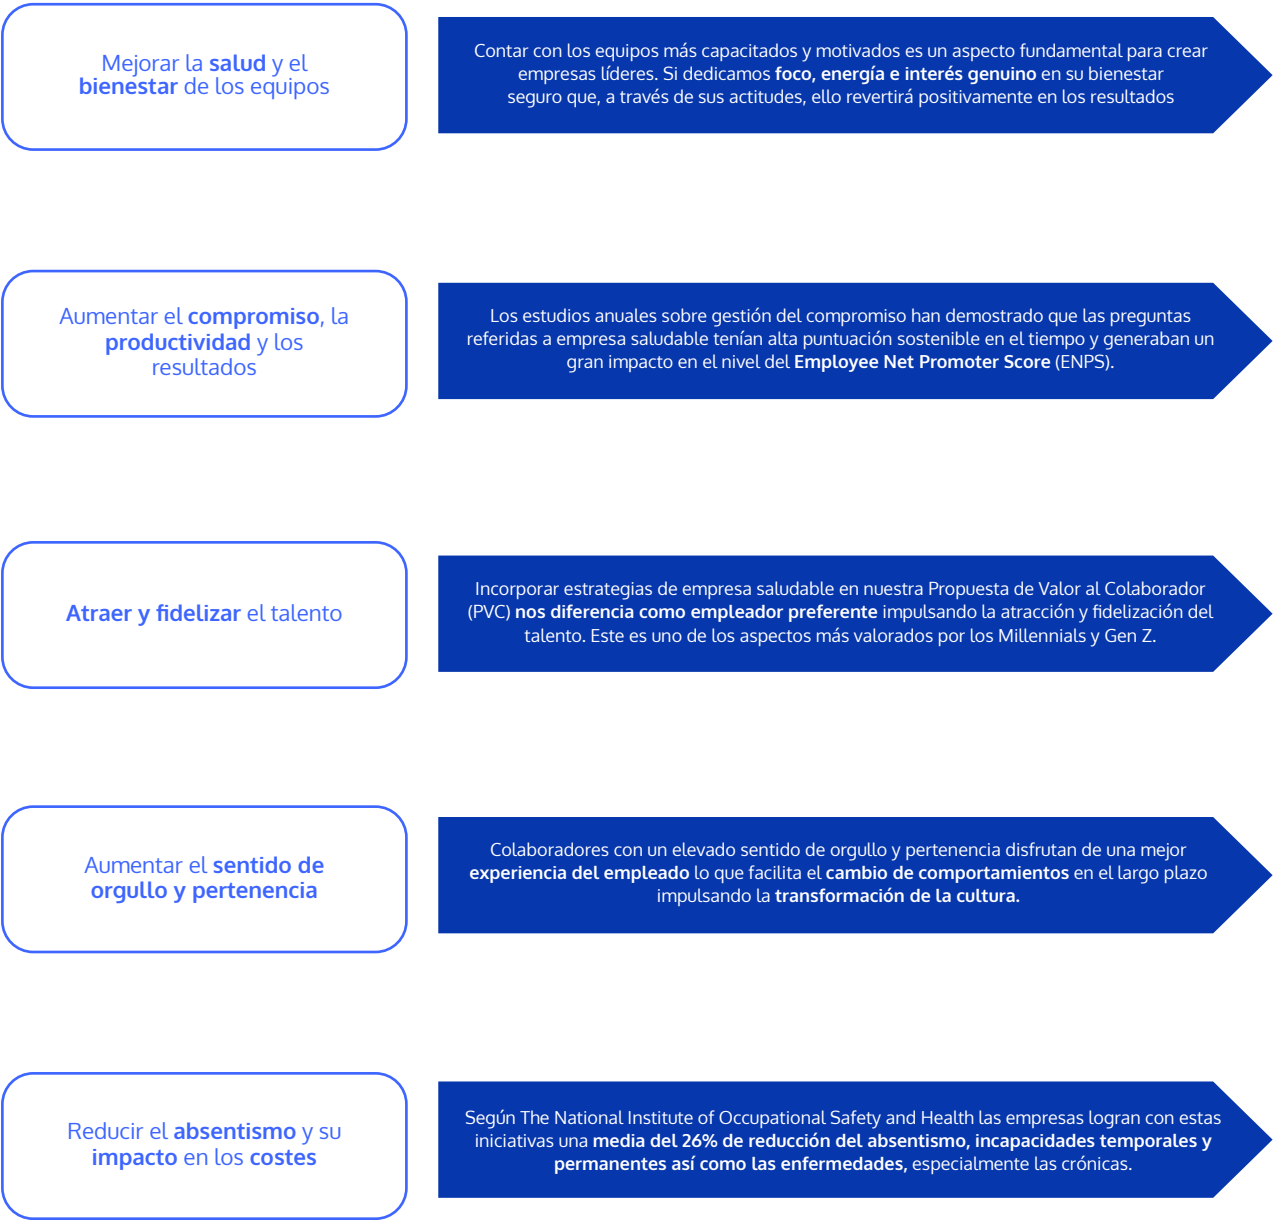 Mejorar la salud y el
bienestar de los equipos
Contar con los equipos más capacitados y motivados es un aspecto fundamental para crear
empresas líderes. Si dedicamos foco, energía e interés genuino en su bienestar
seguro que, a través de sus actitudes, ello revertirá positivamente en los resultados
Aumentar el compromiso, la
productividad y los
resultados
Los estudios anuales sobre gestión del compromiso han demostrado que las preguntas
referidas a empresa saludable tenían alta puntuación sostenible en el tiempo y generaban un
gran impacto en el nivel del Employee Net Promoter Score (ENPS).
Atraer y fidelizar el talento
Incorporar estrategias de empresa saludable en nuestra Propuesta de Valor al Colaborador
(PVC) nos diferencia como empleador preferente impulsando la atracción y fidelización del
talento. Este es uno de los aspectos más valorados por los Millennials y Gen Z.
Aumentar el sentido de
orgullo y pertenencia
Colaboradores con un elevado sentido de orgullo y pertenencia disfrutan de una mejor
experiencia del empleado lo que facilita el cambio de comportamientos en el largo plazo
impulsando la transformación de la cultura.
Reducir el absentismo y su
impacto en los costes
Según The National Institute of Occupational Safety and Health las empresas logran con estas
iniciativas una media del 26% de reducción del absentismo, incapacidades temporales y
permanentes así como las enfermedades, especialmente las crónicas.